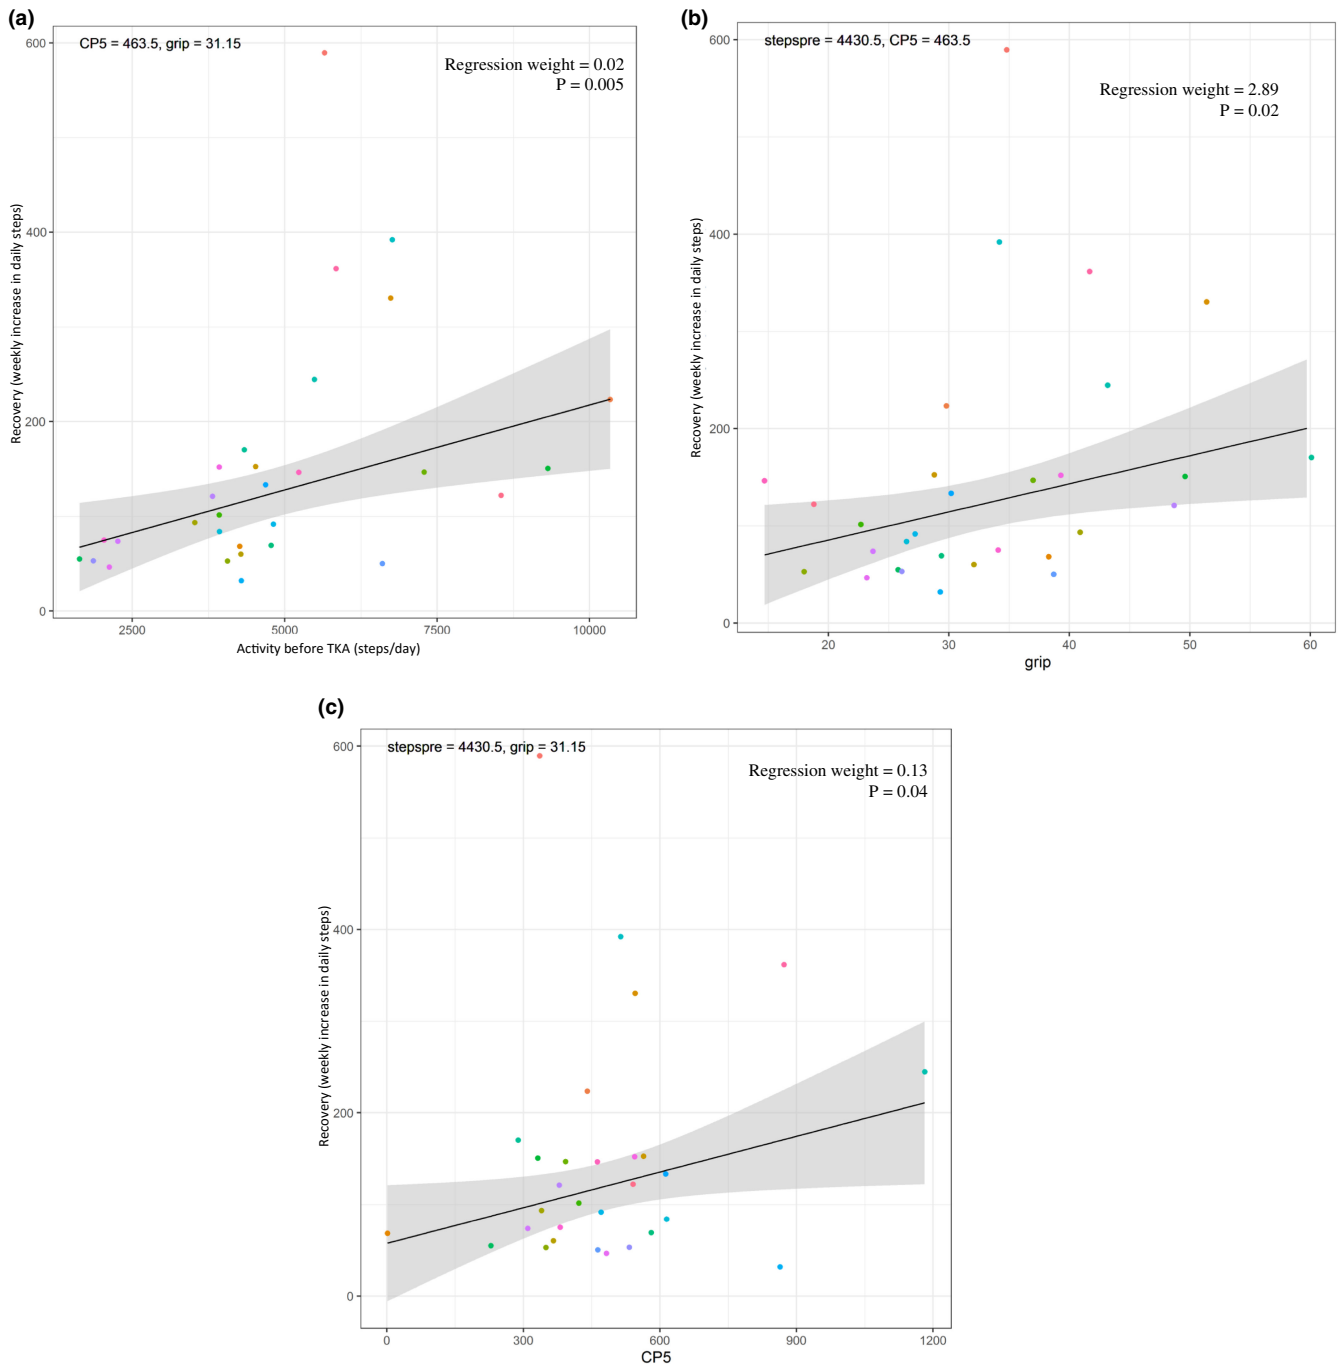 (a)
CP5 = 463.5, grip = 31.15
Regression weight = 0.02
P = 0.005
Recovery (weekly increase in daily steps)
600
400
200
0
2500 5000 7500 10000
Activity before TKA (steps/day)
(b)
stepspre = 4430.5, CP5 = 463.5
Regression weight = 2.89
P = 0.02
Recovery (weekly increase in daily steps)
600
400
200
0
20 30 40 50 60
grip
(c)
stepspre = 4430.5, grip = 31.15
Regression weight = 0.13
P = 0.04
Recovery (weekly increase in daily steps)
600
400
200
0
0 300 600 900 1200
CP5